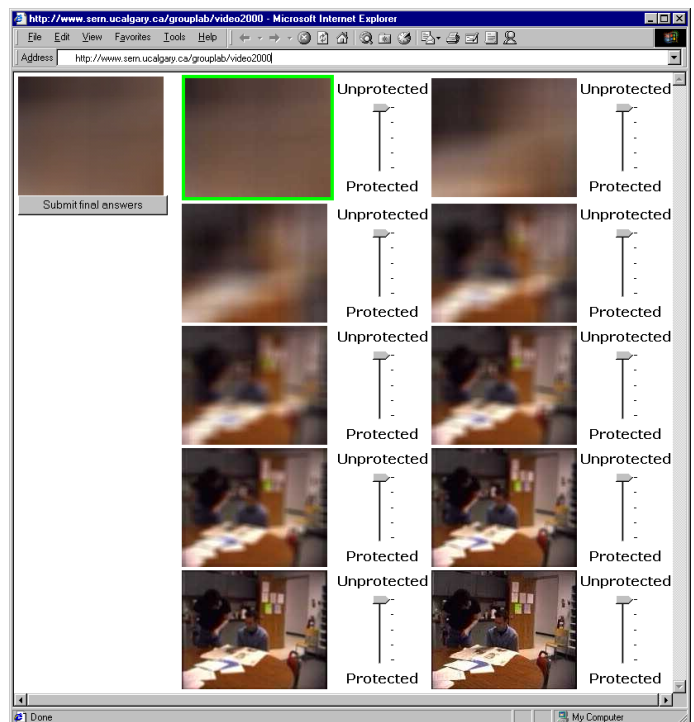 http://www.sern.ucalgary.ca/grouplab/video2000 - Microsoft Internet Explorer
File Edit View Favorites Tools Help
Address http://www.sern.ucalgary.ca/grouplab/video2000
Unprotected Unprotected
Protected Protected
Submit final answers
Unprotected Unprotected
Protected Protected
Unprotected Unprotected
Protected Protected
Unprotected Unprotected
Protected Protected
Unprotected Unprotected
Protected Protected
Done My Computer